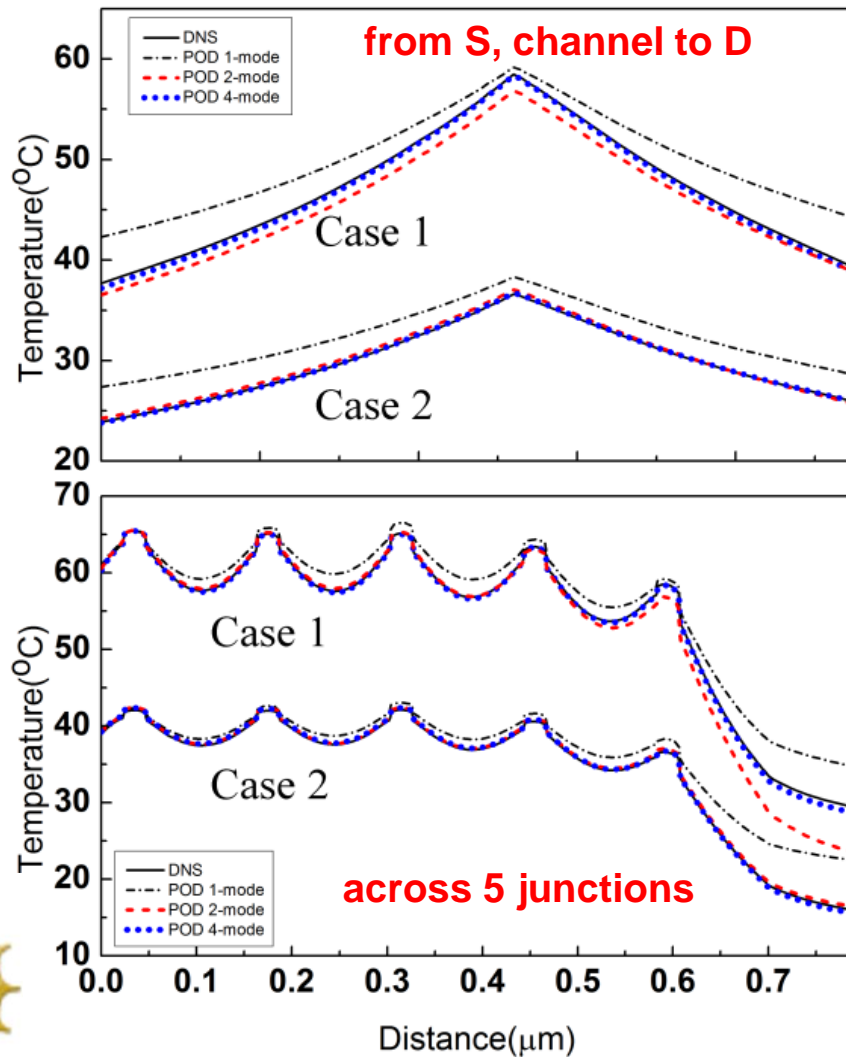 from S, channel to D
DNS
POD 1-mode
POD 2-mode
POD 4-mode
60
50
40
30
20
Temperature(°C)
Case 1
Case 2
70
60
50
40
30
20
10
Temperature(°C)
Case 1
Case 2
DNS
POD 1-mode
POD 2-mode
POD 4-mode
across 5 junctions
0.0 0.1 0.2 0.3 0.4 0.5 0.6 0.7
Distance(μm)